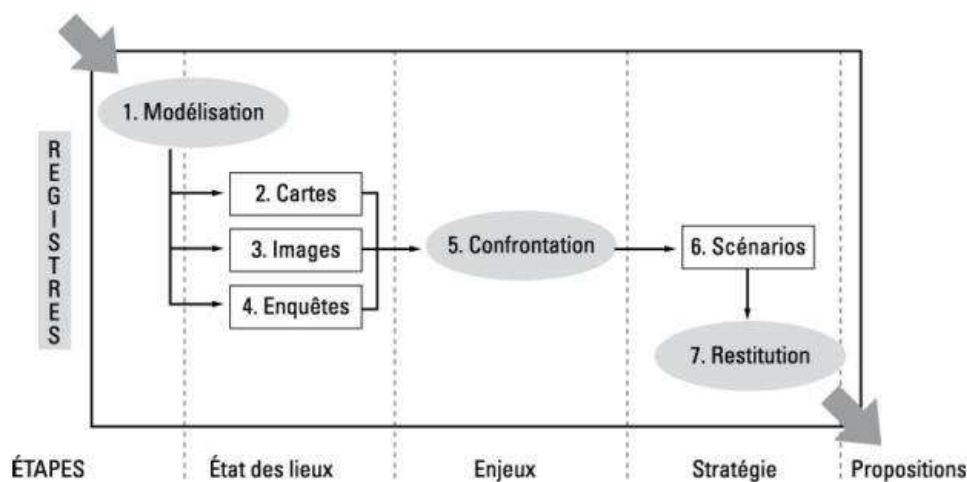 1. Modélisation
REGISTRES
2. Cartes
3. Images
4. Enquêtes
5. Confrontation
6. Scénarios
7. Restitution
ÉTAPES
État des lieux
Enjeux
Stratégie
Propositions